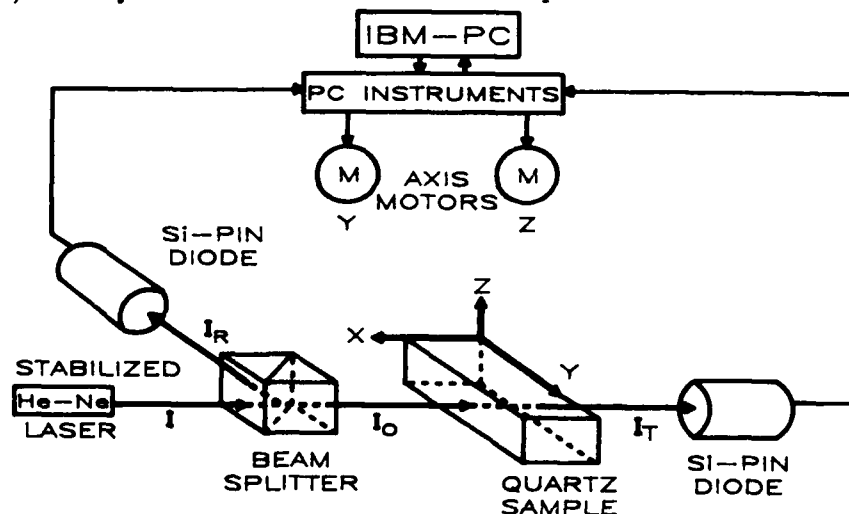 IBM-PC
PC INSTRUMENTS
M
M
AXIS
MOTORS
Y
Z
Si-PIN
DIODE
Z
X
I_R
Y
STABILIZED
He-Ne
LASER
I
I_O
I_T
BEAM
SPLITTER
QUARTZ
SAMPLE
Si-PIN
DIODE